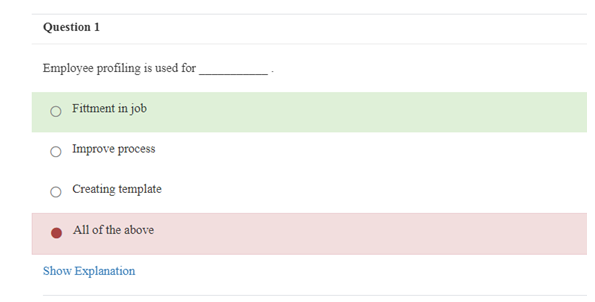 Question 1
Employee profiling is used for ___________ .
Fittment in job
Improve process
Creating template
All of the above
Show Explanation